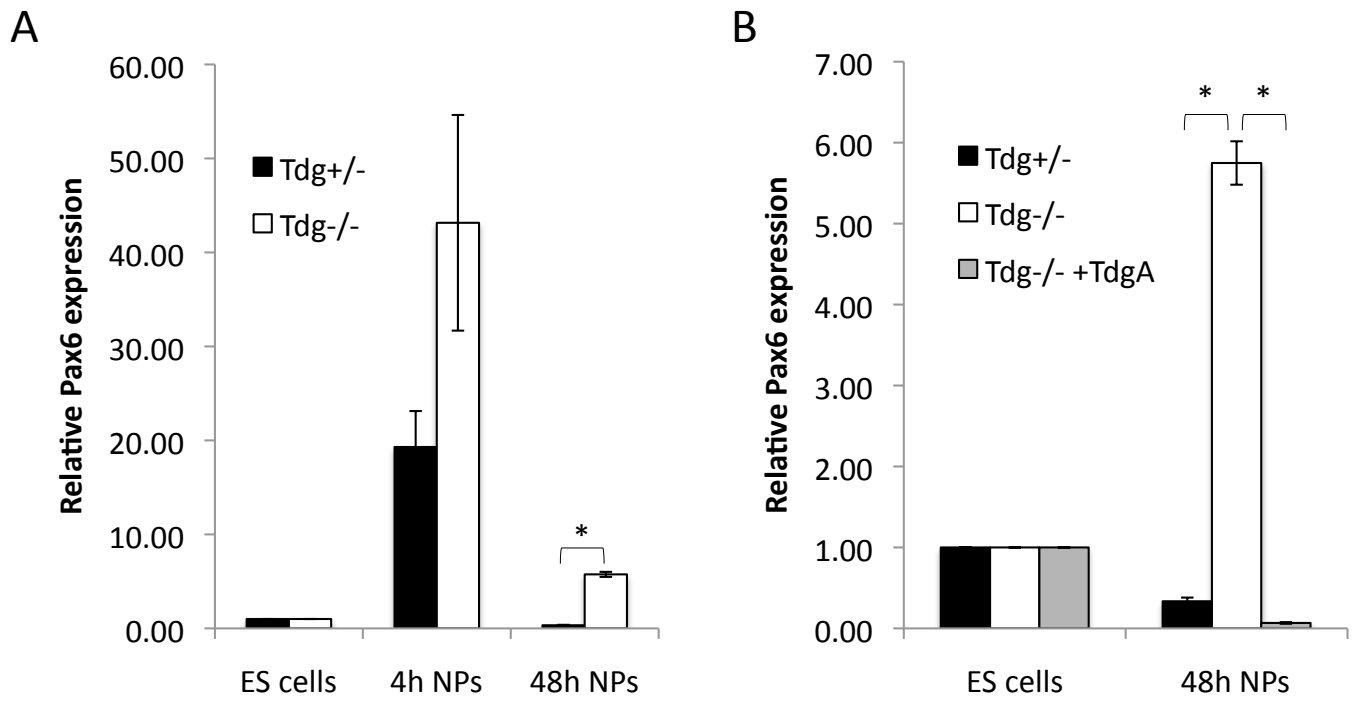 A
Relative Pax6 expression
60.00
50.00
40.00
30.00
20.00
10.00
0.00
Tdg+/-
Tdg-/-
*
ES cells 4h NPs 48h NPs
B
Relative Pax6 expression
7.00
6.00
5.00
4.00
3.00
2.00
1.00
0.00
Tdg+/-
Tdg-/-
Tdg-/- +TdgA
* *
ES cells 48h NPs